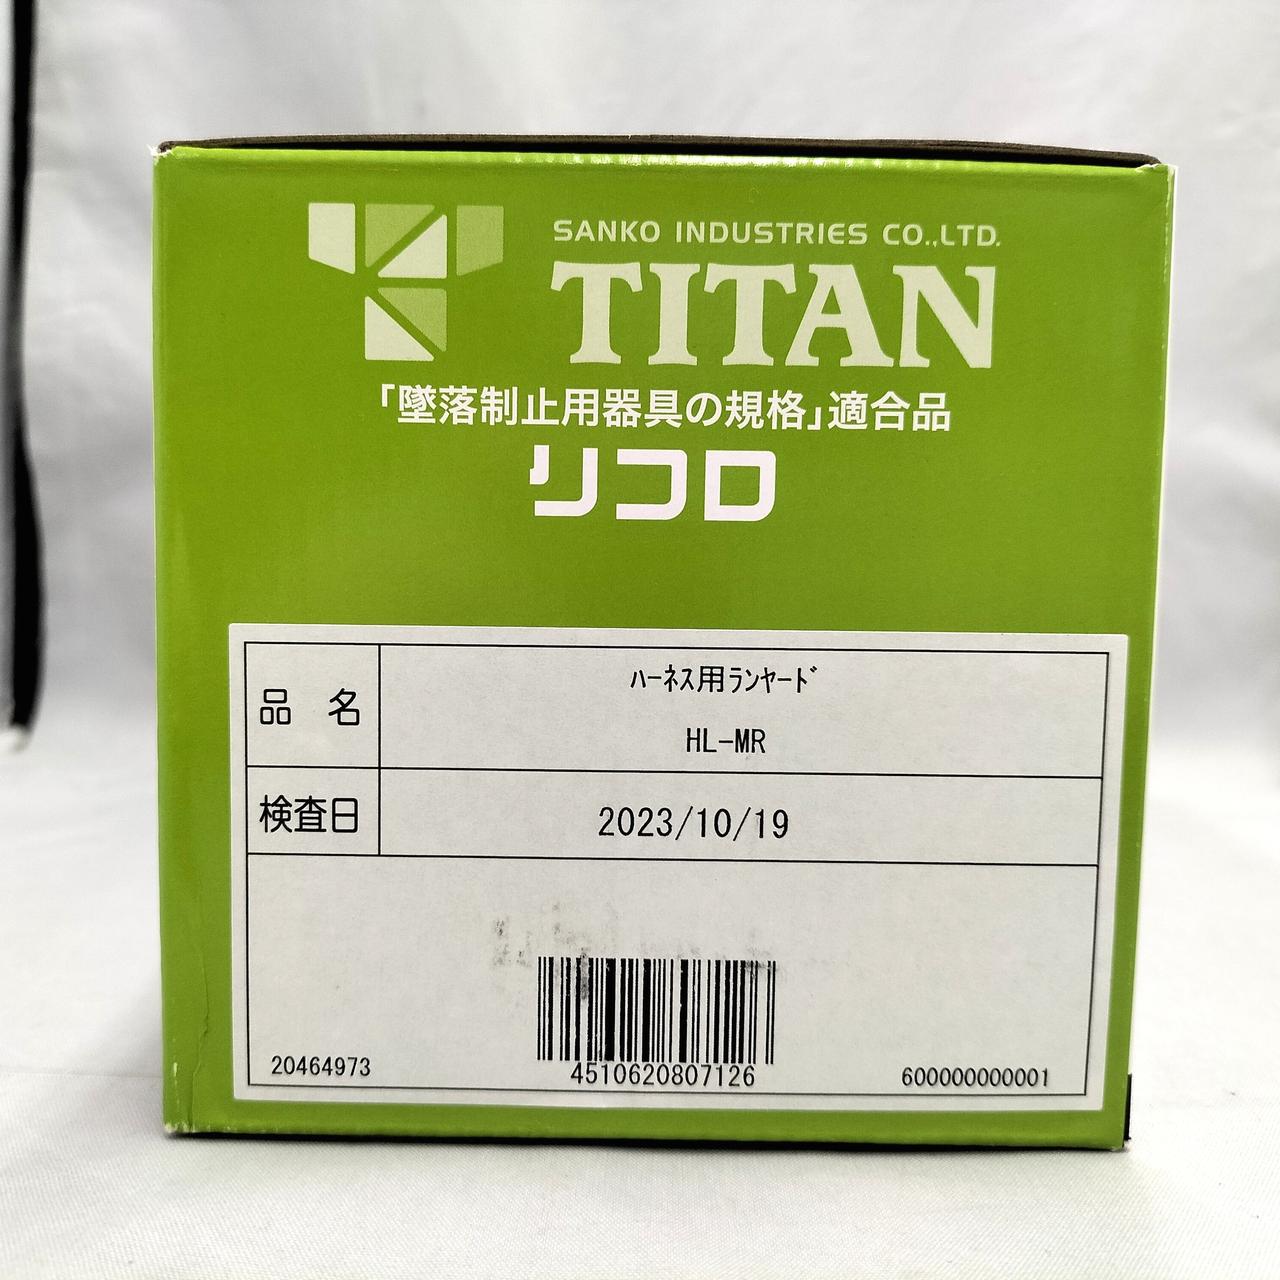 SANKO INDUSTRIES CO.,LTD.
TITAN
「墜落制止用器具の規格」適合品
リコロ
品 名
ﾊｰﾈｽ用ﾗﾝﾔｰﾄﾞ
HL-MR
検査日
2023/10/19
20464973
4510620807126
600000000001